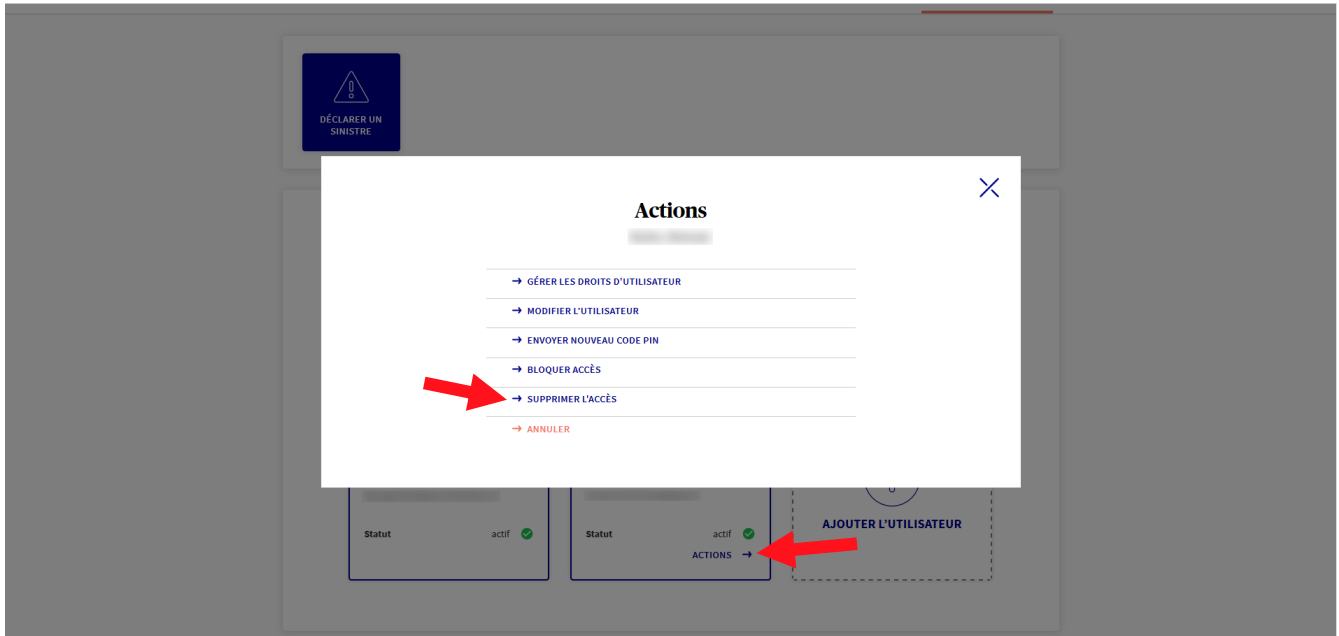 DÉCLARER UN
SINISTRE
Actions
GÉRER LES DROITS D'UTILISATEUR
MODIFIER L'UTILISATEUR
ENVOYER NOUVEAU CODE PIN
BLOQUER ACCÈS
SUPPRIMER L'ACCÈS
ANNULER
Statut actif
Statut actif
ACTIONS
AJOUTER L'UTILISATEUR